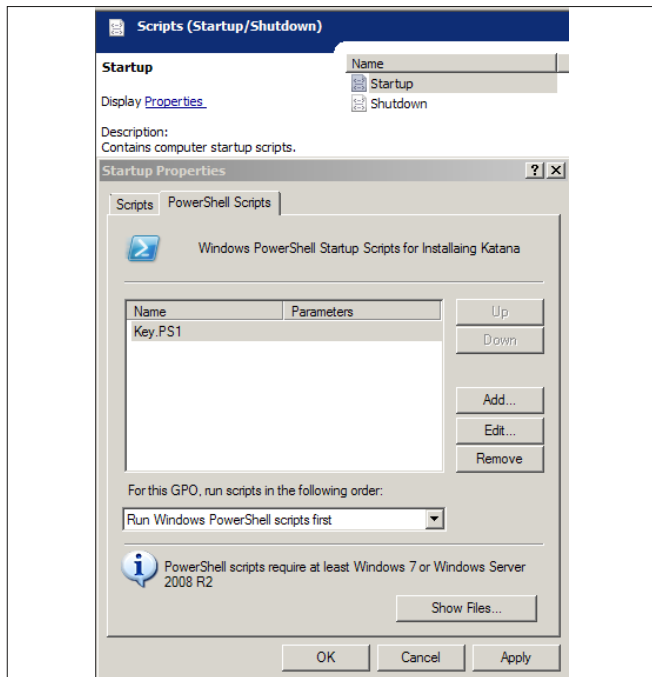 Scripts (Startup/Shutdown)
Startup
Display Properties
Description:
Contains computer startup scripts.
Name
Startup
Shutdown
Startup Properties
Scripts
PowerShell Scripts
Windows PowerShell Startup Scripts for Installaing Katana
Name Parameters
Key.PS1
Up
Down
Add...
Edit...
Remove
For this GPO, run scripts in the following order:
Run Windows PowerShell scripts first
PowerShell scripts require at least Windows 7 or Windows Server
2008 R2
Show Files...
OK Cancel Apply